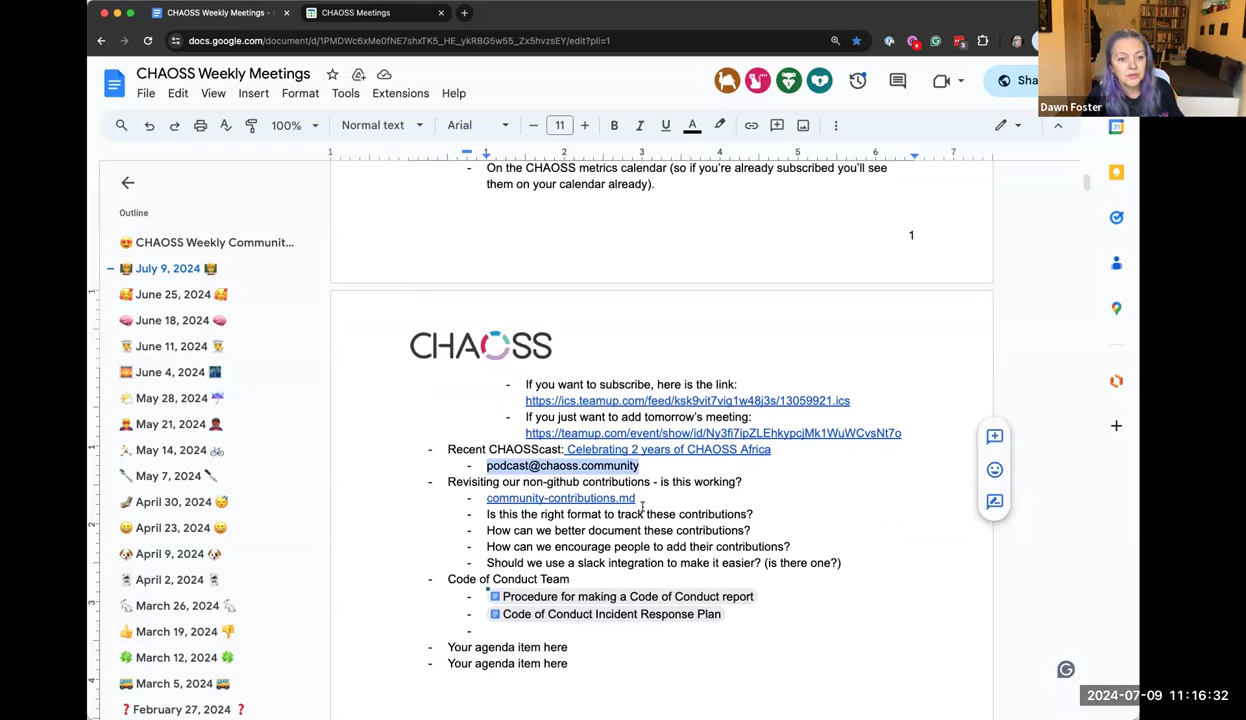 CHAOSS Weekly Meetings -
CHAOSS Meetings
docs.google.com/document/d/1PMDWc6xMe0fNE7shxTK5_HE_ykRBG5w55_Zx5hvzsEY/edit?pli=1
CHAOSS Weekly Meetings
File Edit View Insert Format Tools Extensions Help
Sha
Dawn Foster
100% Normal text Arial 11 B I U A
1 1 2 3 4 5 6 7
Outline
CHAOSS Weekly Communit...
July 9, 2024
June 25, 2024
June 18, 2024
June 11, 2024
June 4, 2024
May 28, 2024
May 21, 2024
May 14, 2024
May 7, 2024
April 30, 2024
April 23, 2024
April 9, 2024
April 2, 2024
March 26, 2024
March 19, 2024
March 12, 2024
March 5, 2024
February 27, 2024
- On the CHAOSS metrics calendar (so if you're already subscribed you'll see
them on your calendar already).
1
CHAOSS
- If you want to subscribe, here is the link:
https://ics.teamup.com/feed/ksk9vit7vig1w48j3s/13059921.ics
- If you just want to add tomorrow's meeting:
https://teamup.com/event/show/id/Ny3fi7ipZLEhkypcjMk1WuWCvsNt7o
- Recent CHAOSScast: Celebrating 2 years of CHAOSS Africa
- podcast@chaoss.community
- Revisiting our non-github contributions - is this working?
- community-contributions.md
- Is this the right format to track these contributions?
- How can we better document these contributions?
- How can we encourage people to add their contributions?
- Should we use a slack integration to make it easier? (is there one?)
- Code of Conduct Team
- Procedure for making a Code of Conduct report
- Code of Conduct Incident Response Plan
-
- Your agenda item here
- Your agenda item here
2024-07-09 11:16:32